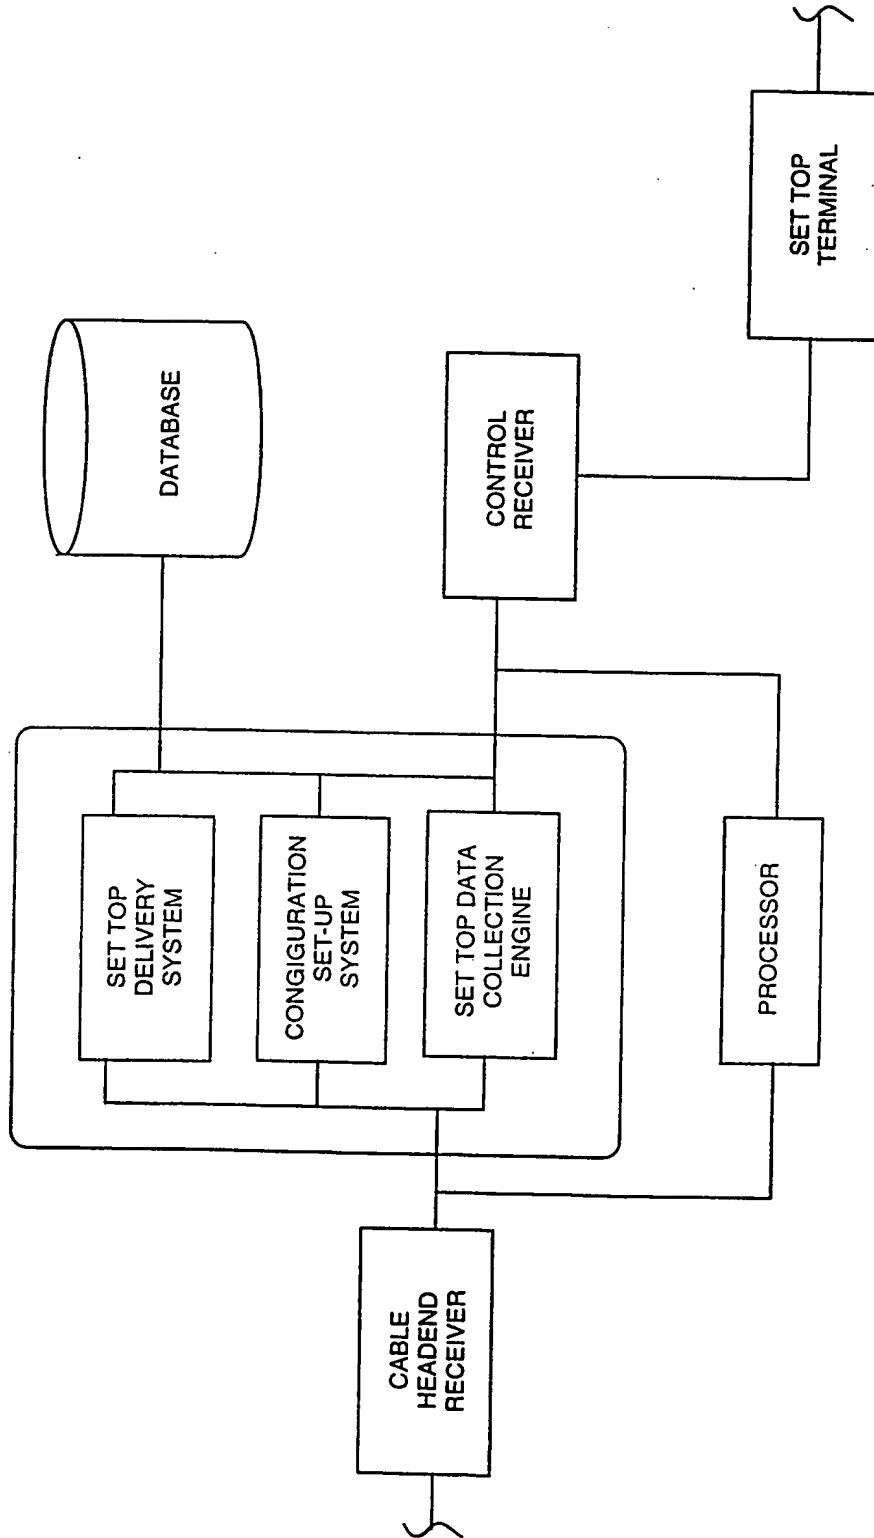 CABLE
HEADEND
RECEIVER
SET TOP
DELIVERY
SYSTEM
CONGIGURATION
SET-UP
SYSTEM
SET TOP DATA
COLLECTION
ENGINE
PROCESSOR
DATABASE
CONTROL
RECEIVER
SET TOP
TERMINAL